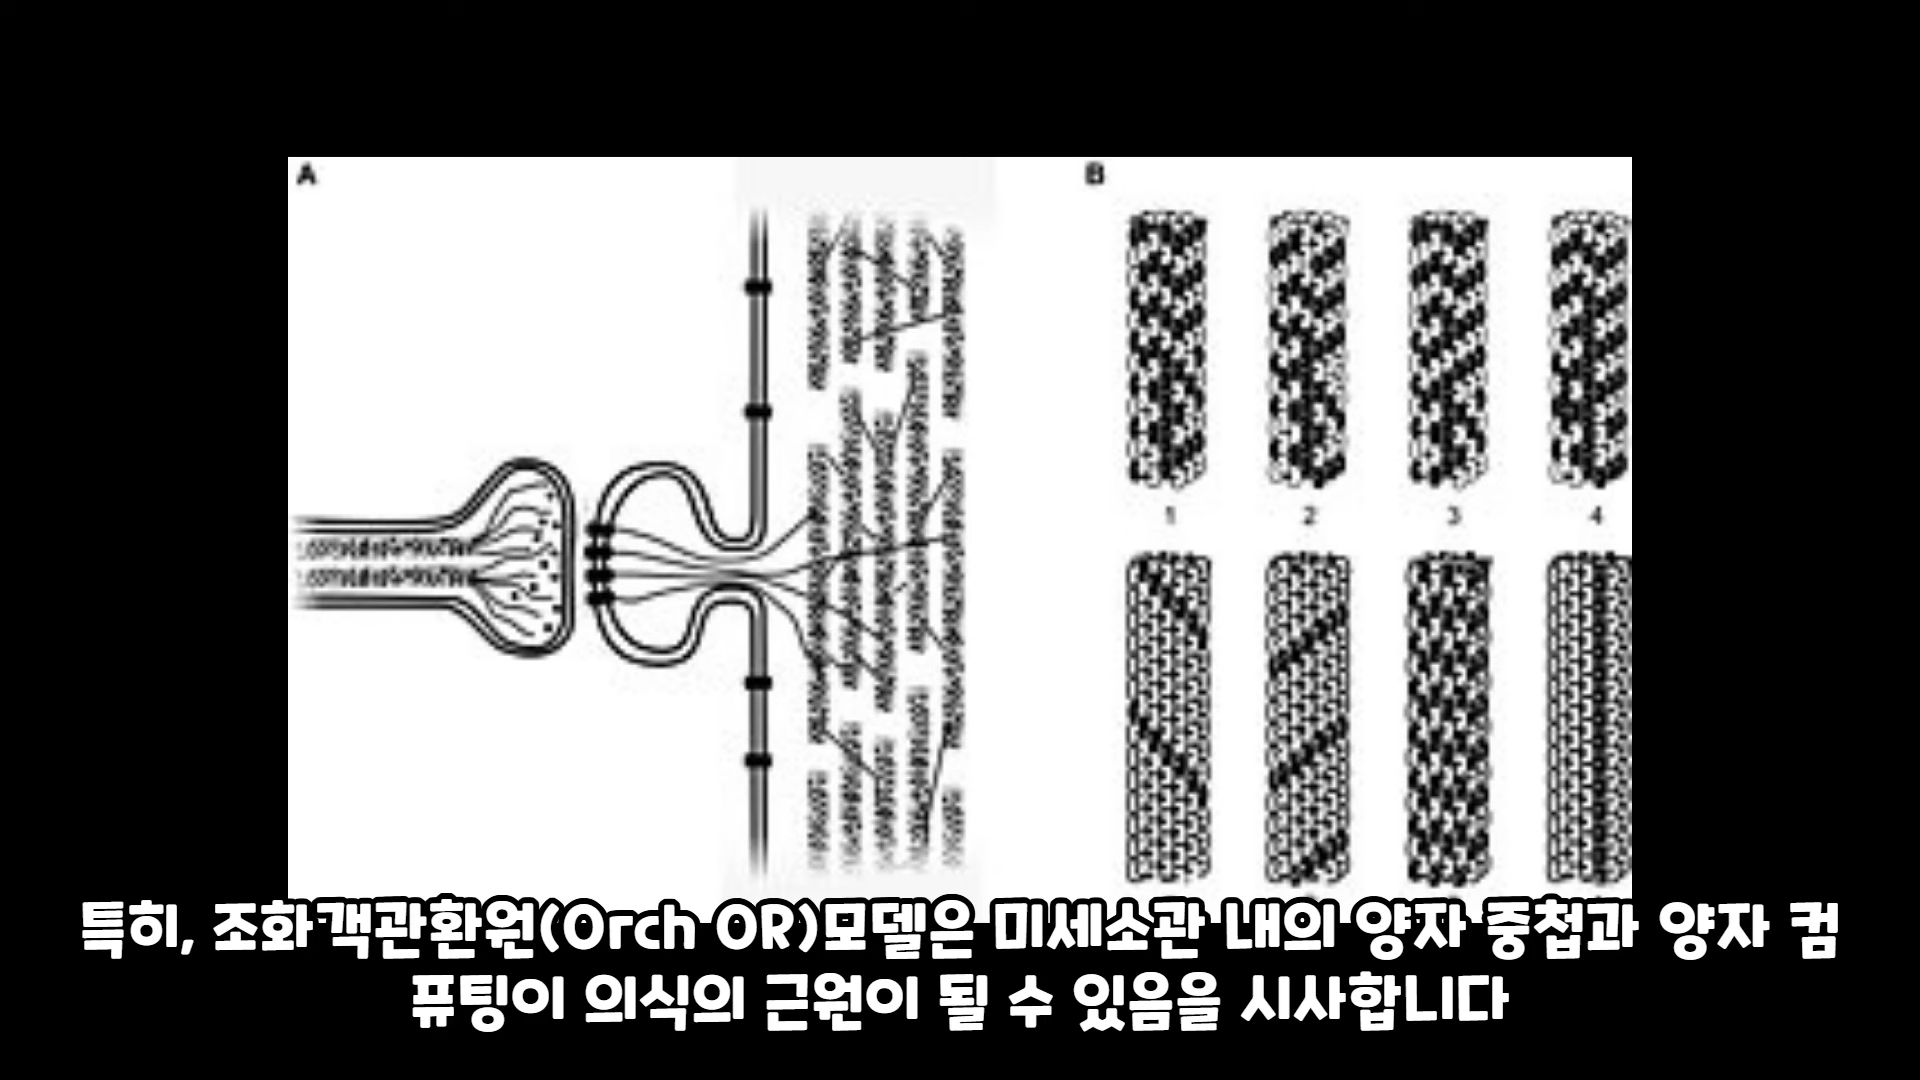 A
B
1
2
3
4
특히, 조화객관환원(Orch OR)모델은 미세소관 내의 양자 중첩과 양자 컴
퓨팅이 의식의 근원이 될 수 있음을 시사합니다